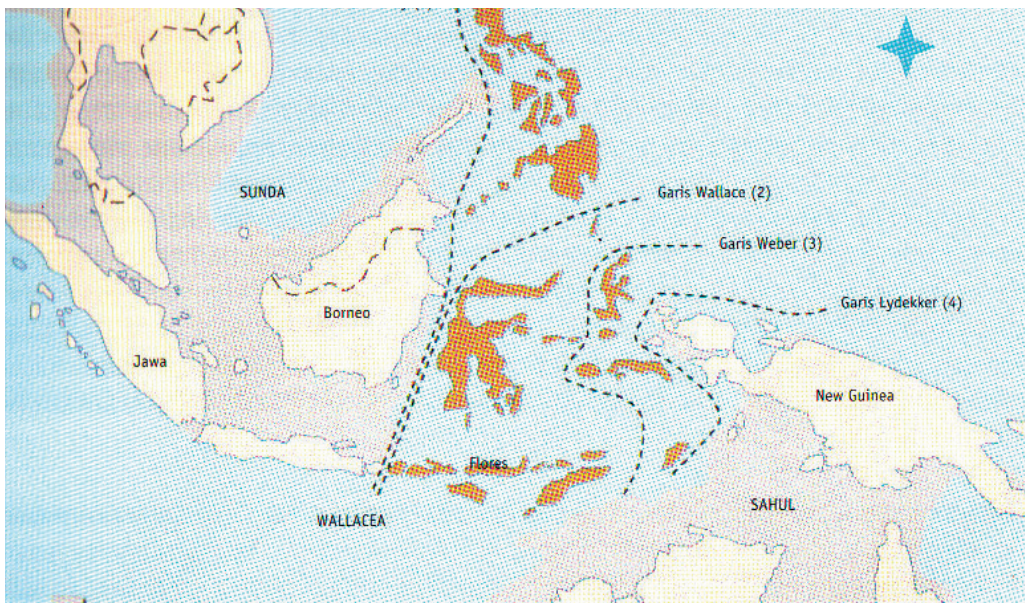 SUNDA
Garis Wallace (2)
Garis Weber (3)
Garis Lydekker (4)
Borneo
Jawa
New Guinea
Flores
SAHUL
WALLACEA